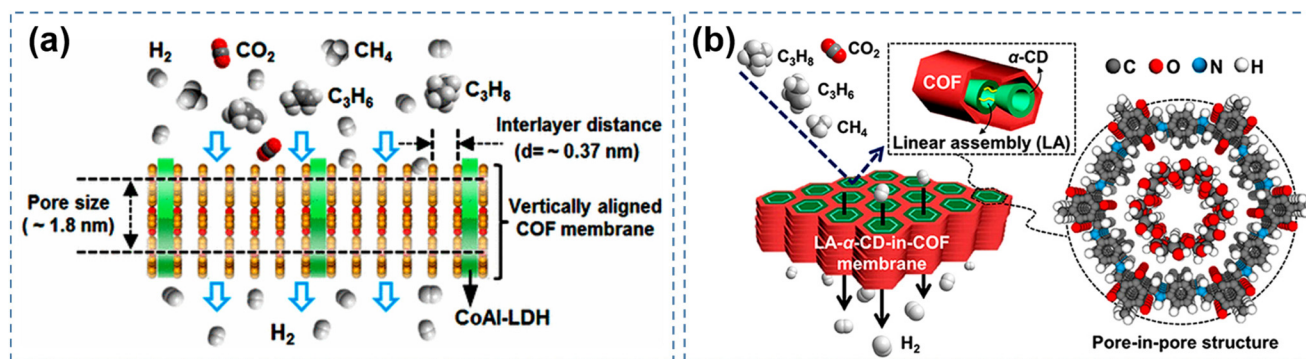 (a)
H2
CO2
CH4
C3H6
C3H8
Interlayer distance
(d= ~ 0.37 nm)
Pore size
( ~ 1.8 nm)
Vertically aligned
COF membrane
CoAl-LDH
H2
(b)
C3H8
CO2
C3H6
CH4
COF
α-CD
Linear assembly (LA)
C O N H
LA-α-CD-in-COF
membrane
H2
Pore-in-pore structure